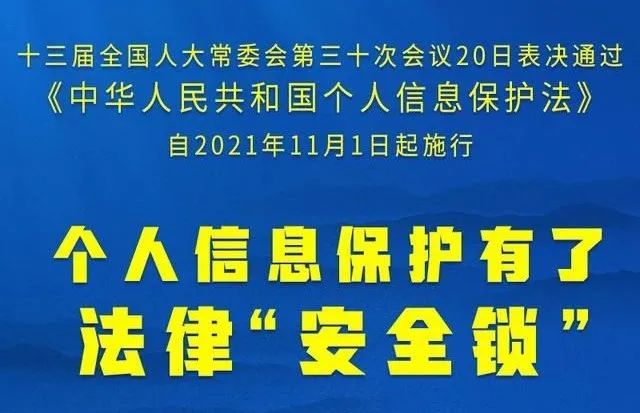 十三届全国人大常委会第三十次会议20日表决通过
《中华人民共和国个人信息保护法》
自2021年11月1日起施行
个人信息保护有了
法律“安全锁”